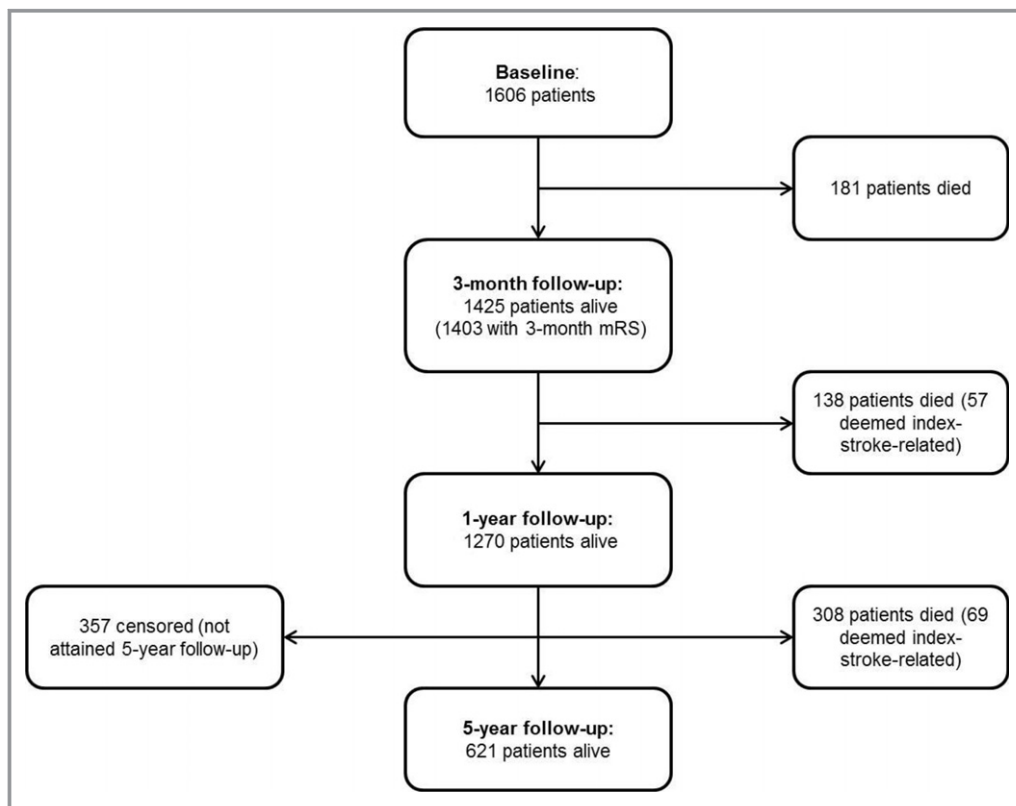 Baseline:
1606 patients
181 patients died
3-month follow-up:
1425 patients alive
(1403 with 3-month mRS)
138 patients died (57
deemed index-
stroke-related)
1-year follow-up:
1270 patients alive
357 censored (not
attained 5-year follow-up)
308 patients died (69
deemed index-
stroke-related)
5-year follow-up:
621 patients alive